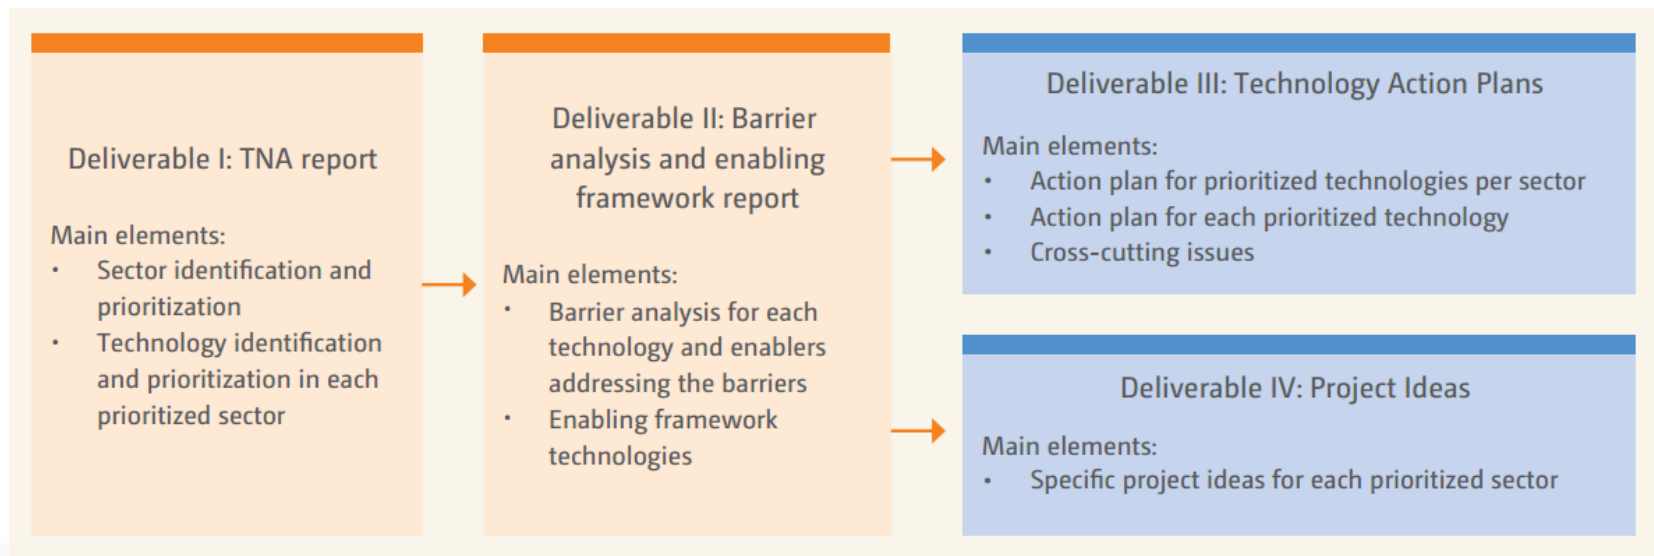 Deliverable I: TNA report
Main elements:
• Sector identification and
prioritization
• Technology identification
and prioritization in each
prioritized sector
Deliverable II: Barrier
analysis and enabling
framework report
Main elements:
• Barrier analysis for each
technology and enablers
addressing the barriers
• Enabling framework
technologies
Deliverable III: Technology Action Plans
Main elements:
• Action plan for prioritized technologies per sector
• Action plan for each prioritized technology
• Cross-cutting issues
Deliverable IV: Project Ideas
Main elements:
• Specific project ideas for each prioritized sector